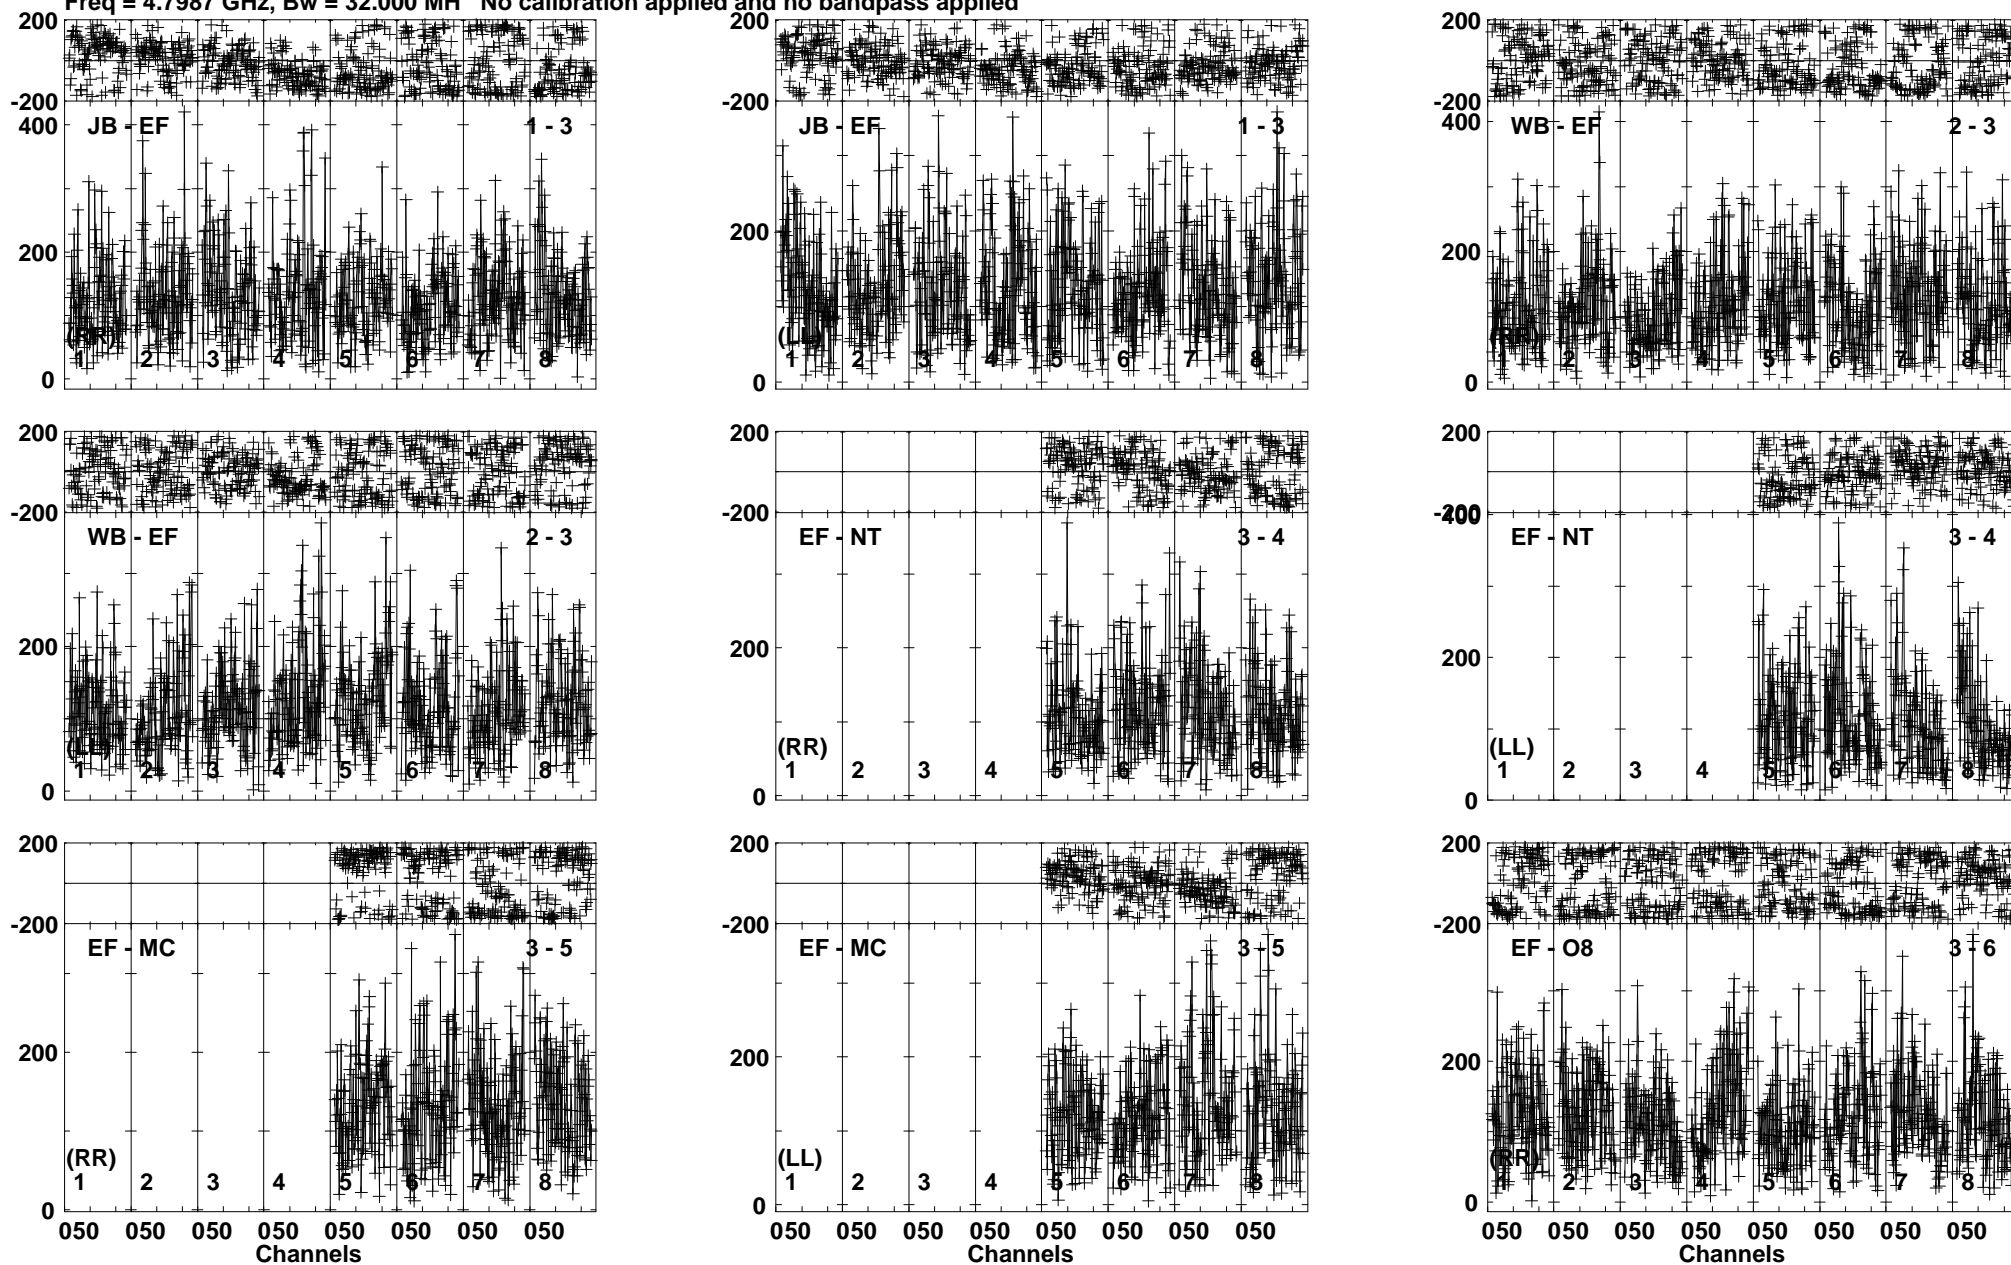 Freq = 4.7987 GHz, Bw = 32.000 MH No calibration applied and no bandpass applied
200 200 200
-200 -200 -200
400 JB - EF 1 - 3 JB - EF 1 - 3 400 WB - EF 2 - 3
200 200 200
(RR) (LL) (RR)
1 2 3 4 5 6 7 8 1 2 3 4 5 6 7 8 1 2 3 4 5 6 7 8
0 0 0
200 200 200
-200 -200 -200 400
WB - EF 2 - 3 EF - NT 3 - 4 EF - NT 3 - 4
200 200 200
(LL) (RR) (LL)
1 2 3 4 5 6 7 8 1 2 3 4 5 6 7 8 1 2 3 4 5 6 7 8
0 0 0
200 200 200
-200 -200 -200
EF - MC 3 - 5 EF - MC 3 - 5 EF - O8 3 - 6
200 200 200
(RR) (LL) (RR)
1 2 3 4 5 6 7 8 1 2 3 4 5 6 7 8 1 2 3 4 5 6 7 8
0 0 0
050 050 050 050 050 050 050 050 050 050 050 050 050 050 050 050 050 050 050 050 050 050 050 050
Channels Channels